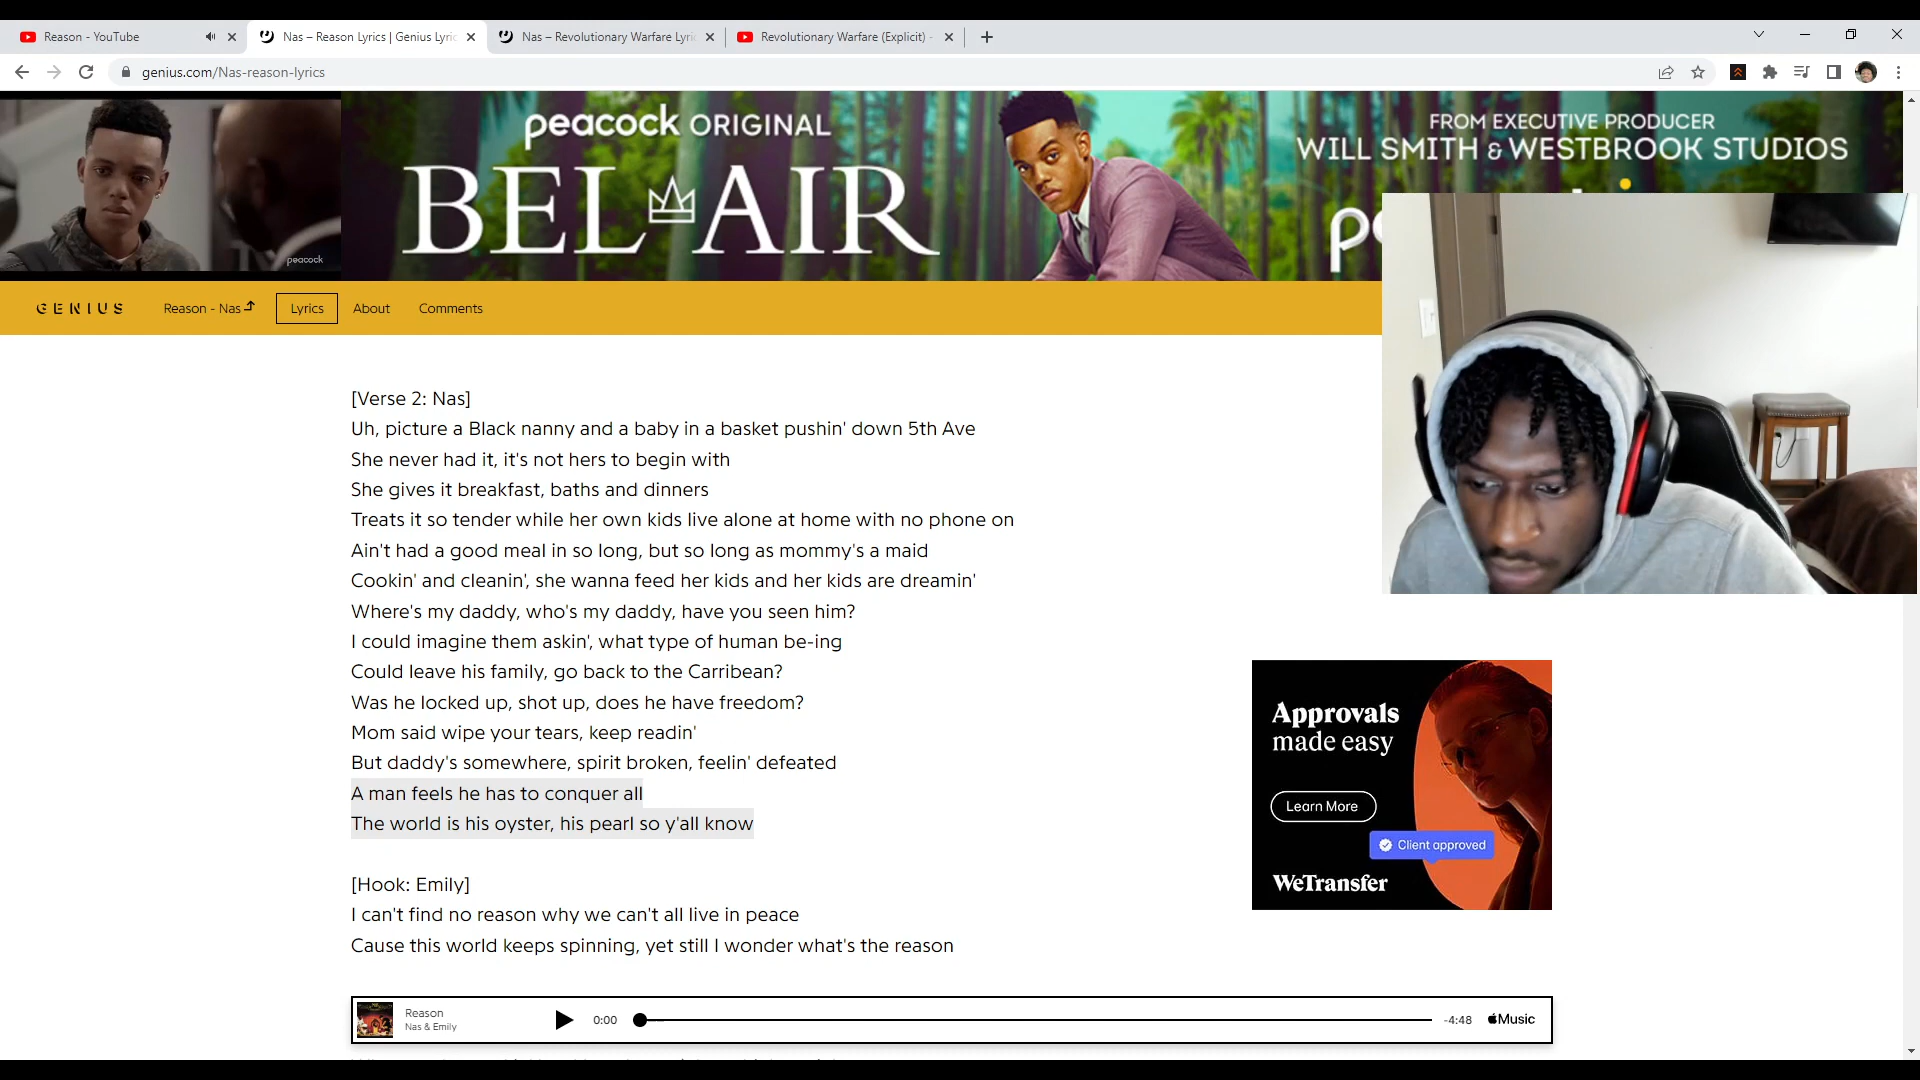 Reason - YouTube
Nas – Reason Lyrics | Genius Lyric
Nas – Revolutionary Warfare Lyri
Revolutionary Warfare (Explicit) -
genius.com/Nas-reason-lyrics
peacock
peacock ORIGINAL
BEL-AIR
FROM EXECUTIVE PRODUCER
WILL SMITH & WESTBROOK STUDIOS
GENIUS
Reason - Nas
Lyrics
About
Comments
[Verse 2: Nas]
Uh, picture a Black nanny and a baby in a basket pushin' down 5th Ave
She never had it, it's not hers to begin with
She gives it breakfast, baths and dinners
Treats it so tender while her own kids live alone at home with no phone on
Ain't had a good meal in so long, but so long as mommy's a maid
Cookin' and cleanin', she wanna feed her kids and her kids are dreamin'
Where's my daddy, who's my daddy, have you seen him?
I could imagine them askin', what type of human be-ing
Could leave his family, go back to the Carribean?
Was he locked up, shot up, does he have freedom?
Mom said wipe your tears, keep readin'
But daddy's somewhere, spirit broken, feelin' defeated
A man feels he has to conquer all
The world is his oyster, his pearl so y'all know
[Hook: Emily]
I can't find no reason why we can't all live in peace
Cause this world keeps spinning, yet still I wonder what's the reason
Approvals
made easy
Learn More
Client approved
WeTransfer
Reason
Nas & Emily
0:00
-4:48
Music